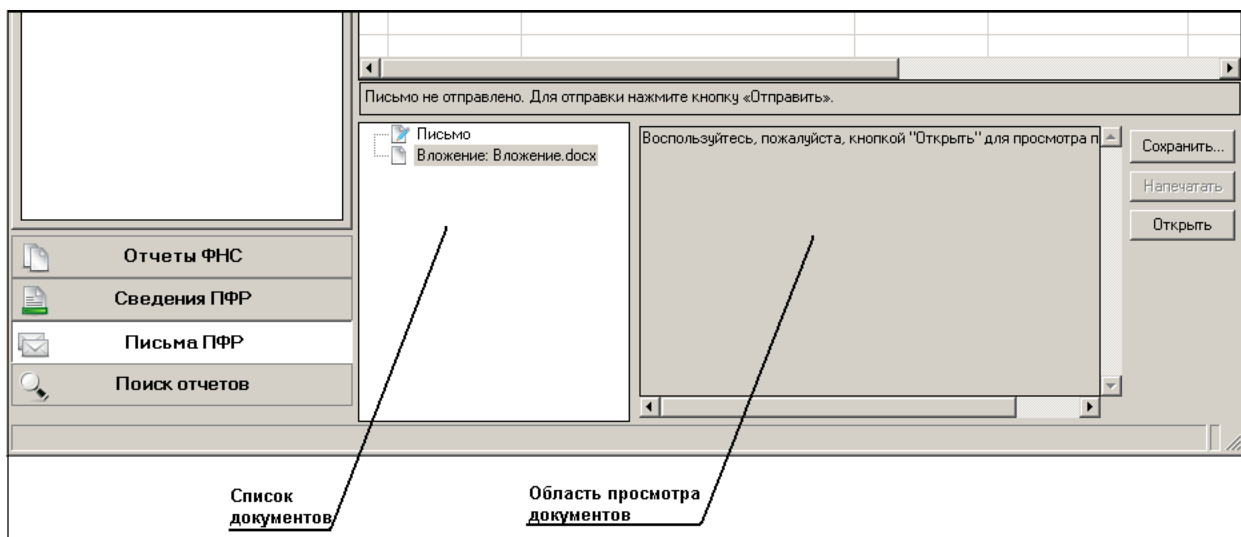 Письмо не отправлено. Для отправки нажмите кнопку «Отправить».
Письмо
Вложение: Вложение.docx
Воспользуйтесь, пожалуйста, кнопкой "Открыть" для просмотра п
Сохранить...
Напечатать
Открыть
Отчеты ФНС
Сведения ПФР
Письма ПФР
Поиск отчетов
Список
документов
Область просмотра
документов